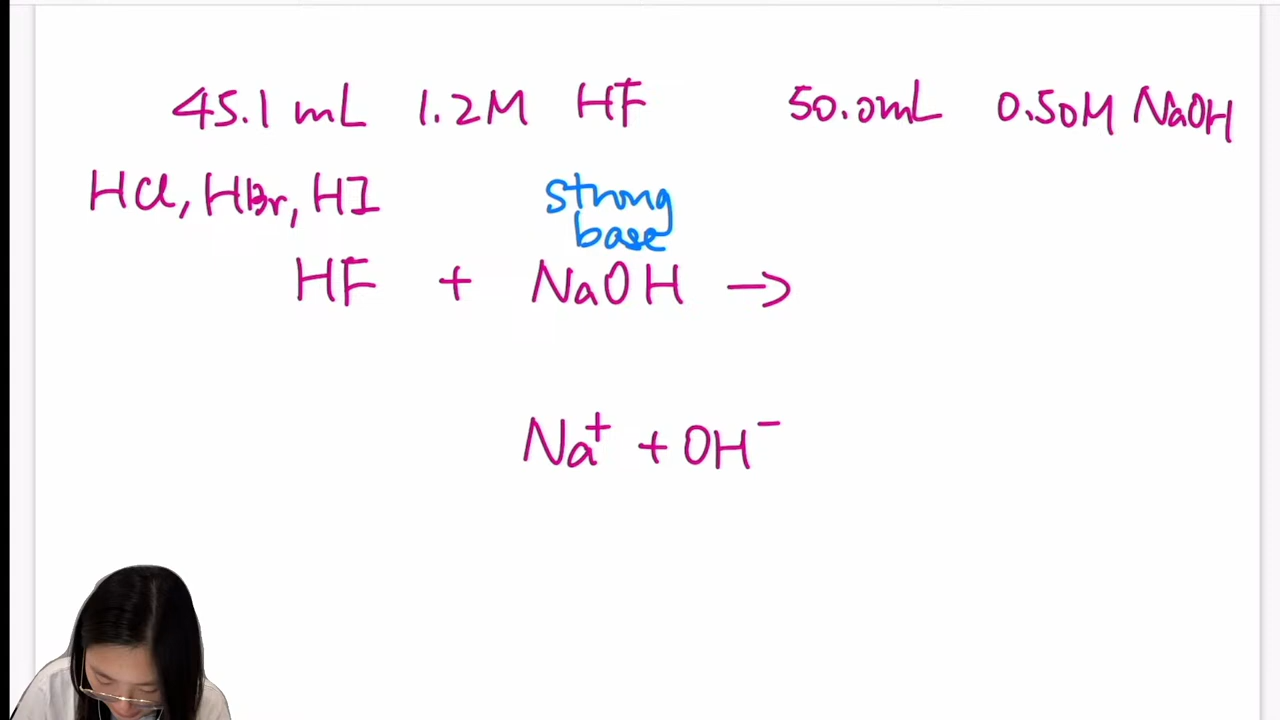 45.1 mL 1.2M HF 50.0mL 0.50M NaOH
HCl, HBr, HI
strong
base
HF + NaOH →
Na⁺ + OH⁻